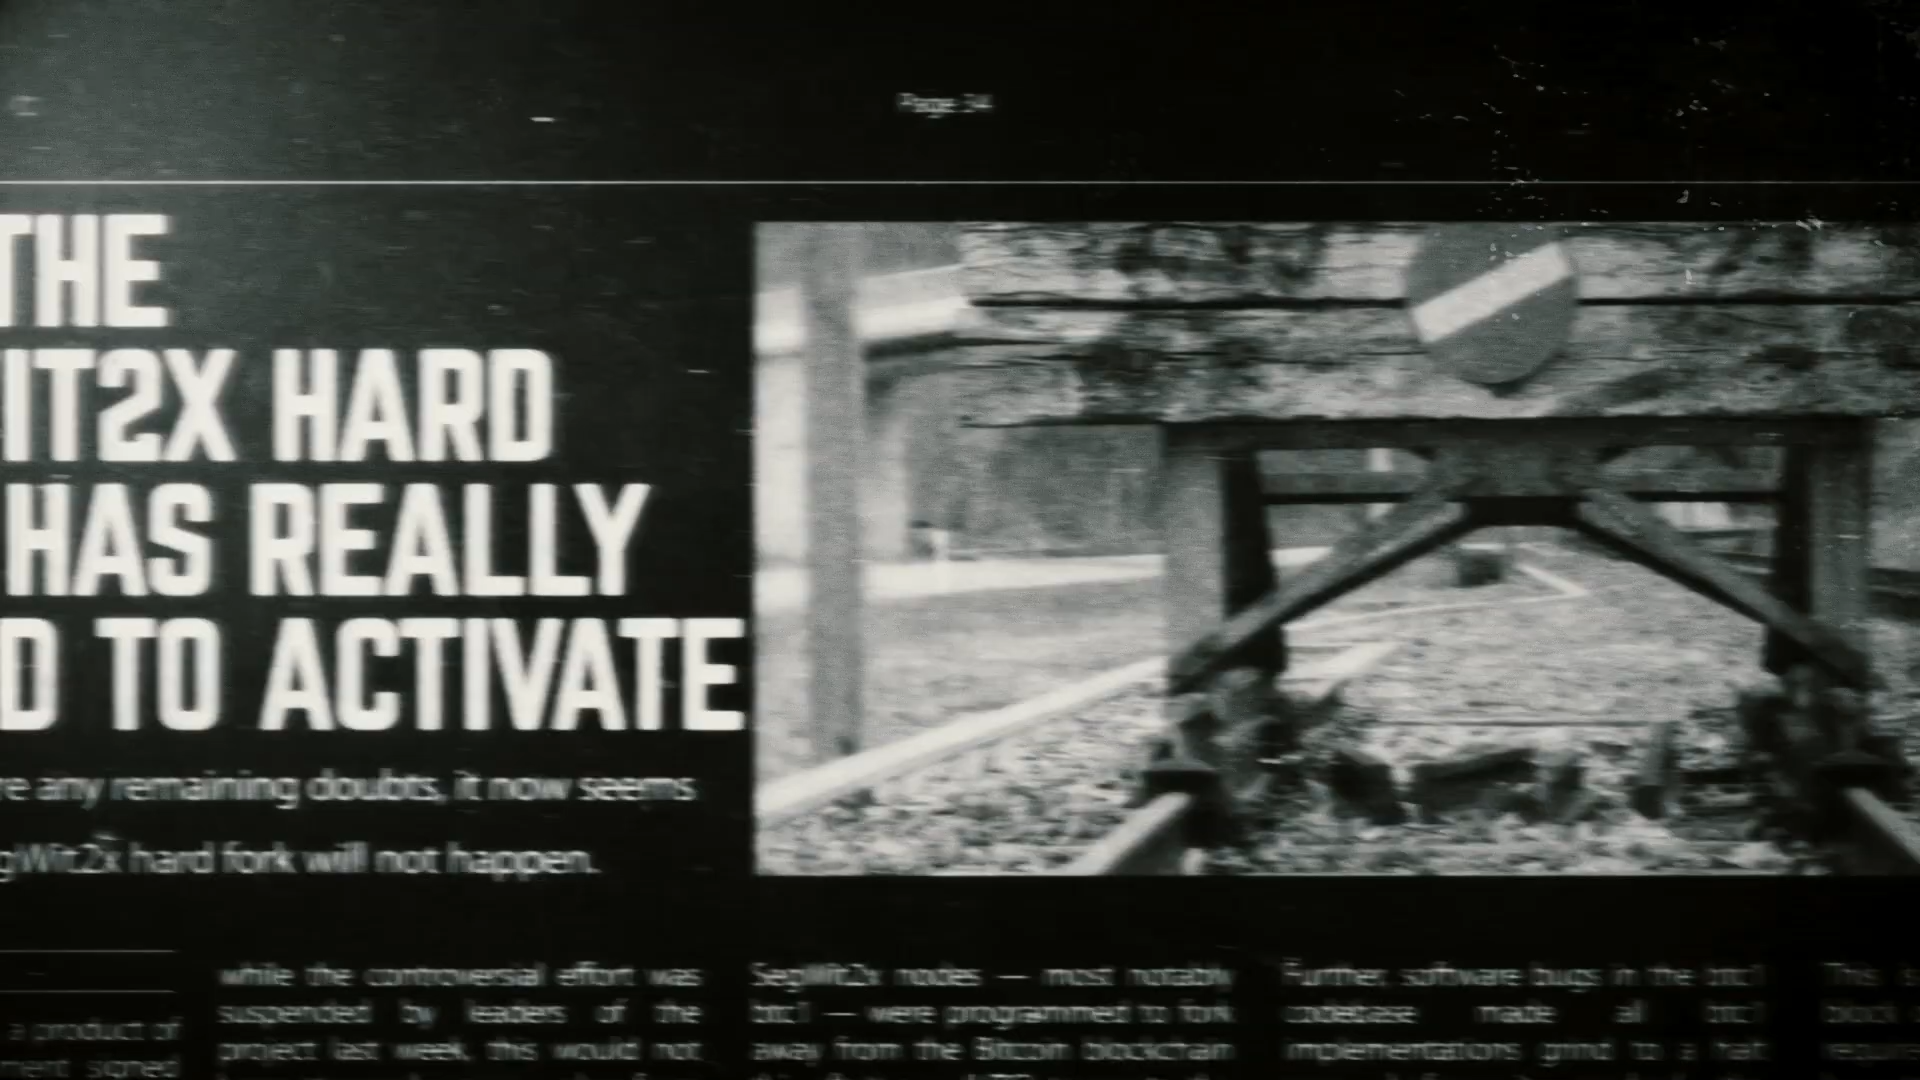 Page 34
THE
IT2X HARD
HAS REALLY
D TO ACTIVATE
re any remaining doubts, it now seems
gWit2x hard fork will not happen.
a product of
ment signed
while the controversial effort was
suspended by leaders of the
project last week, this would not
SegWit2x nodes — most notably
btc1 — were programmed to fork
away from the Bitcoin blockchain
Further, software bugs in the btc1
codebase made all btc1
implementations grind to a halt
This
block